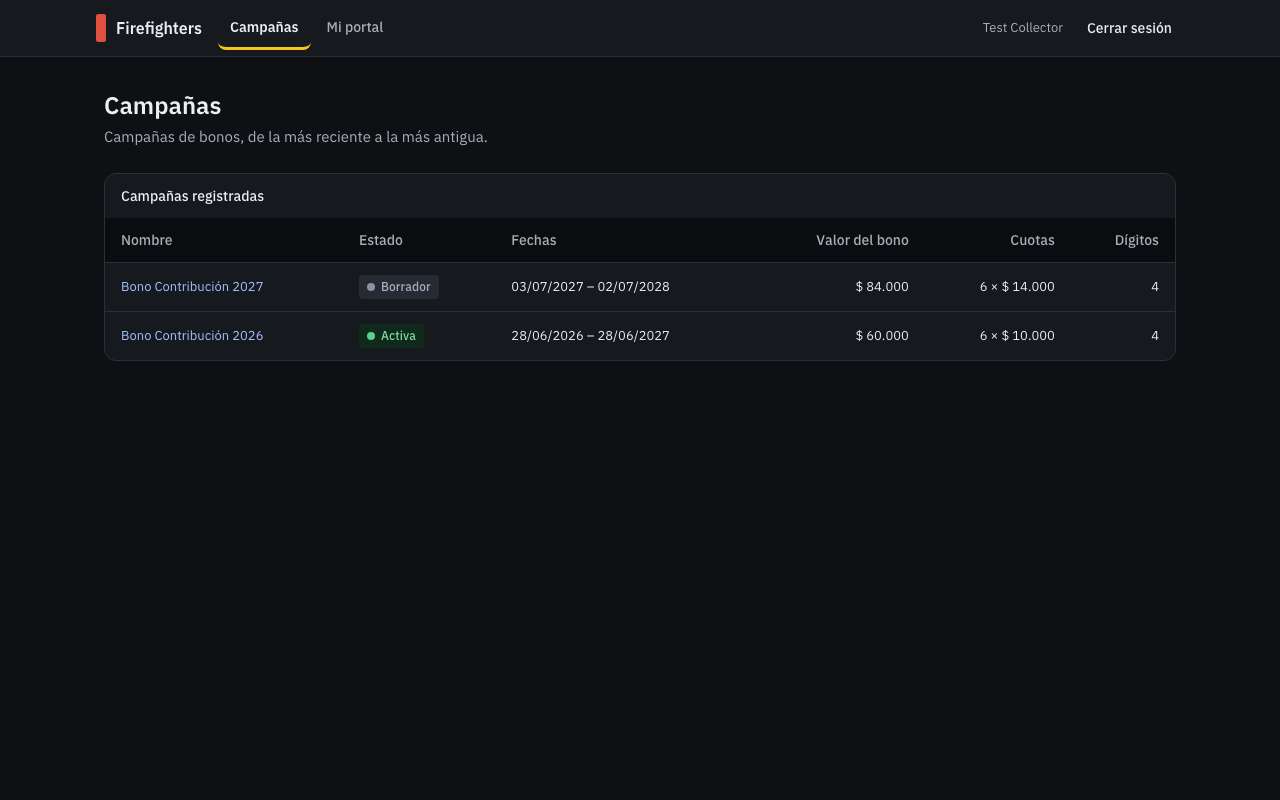 Firefighters Campañas Mi portal Test Collector Cerrar sesión
Campañas
Campañas de bonos, de la más reciente a la más antigua.
Campañas registradas
Nombre Estado Fechas Valor del bono Cuotas Dígitos
Bono Contribución 2027 Borrador 03/07/2027 – 02/07/2028 $ 84.000 6 × $ 14.000 4
Bono Contribución 2026 Activa 28/06/2026 – 28/06/2027 $ 60.000 6 × $ 10.000 4